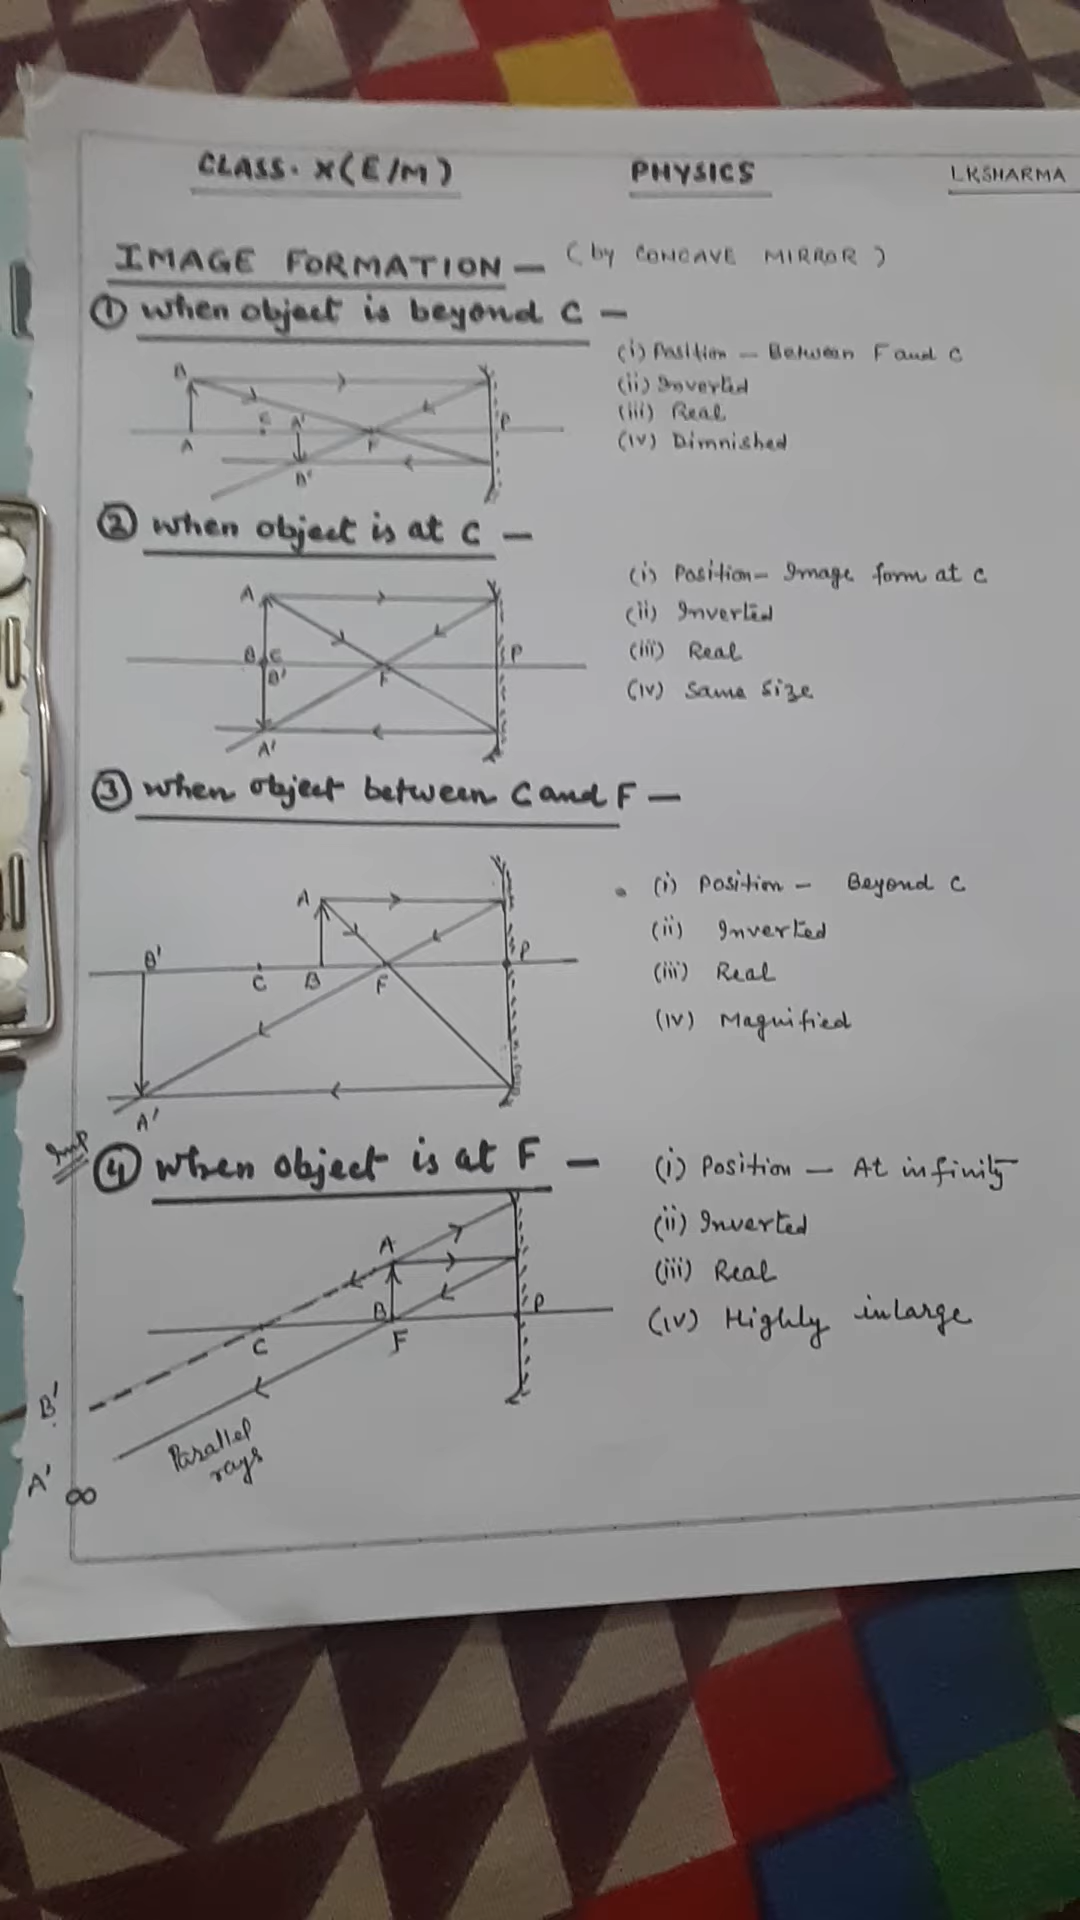 CLASS. X(E/M) PHYSICS LKSHARMA
IMAGE FORMATION — (by CONCAVE MIRROR)
① when object is beyond C —
(i) Position — Between F and C
(ii) Inverted
(iii) Real
(iv) Dimnished
B
C A' F P
A
B'
② when object is at C —
(i) Position — Image form at C
(ii) Inverted
(iii) Real
(iv) Same Size
A
B C P
B' F
A'
③ when object between C and F —
(i) Position — Beyond C
(ii) Inverted
(iii) Real
(iv) Magnified
A
B' P
C B F
A'
Imp
④ when object is at F —
(i) Position — At infinity
(ii) Inverted
(iii) Real
(iv) Highly inlarge
A
B P
C F
B'
Parallel
rays
A' ∞